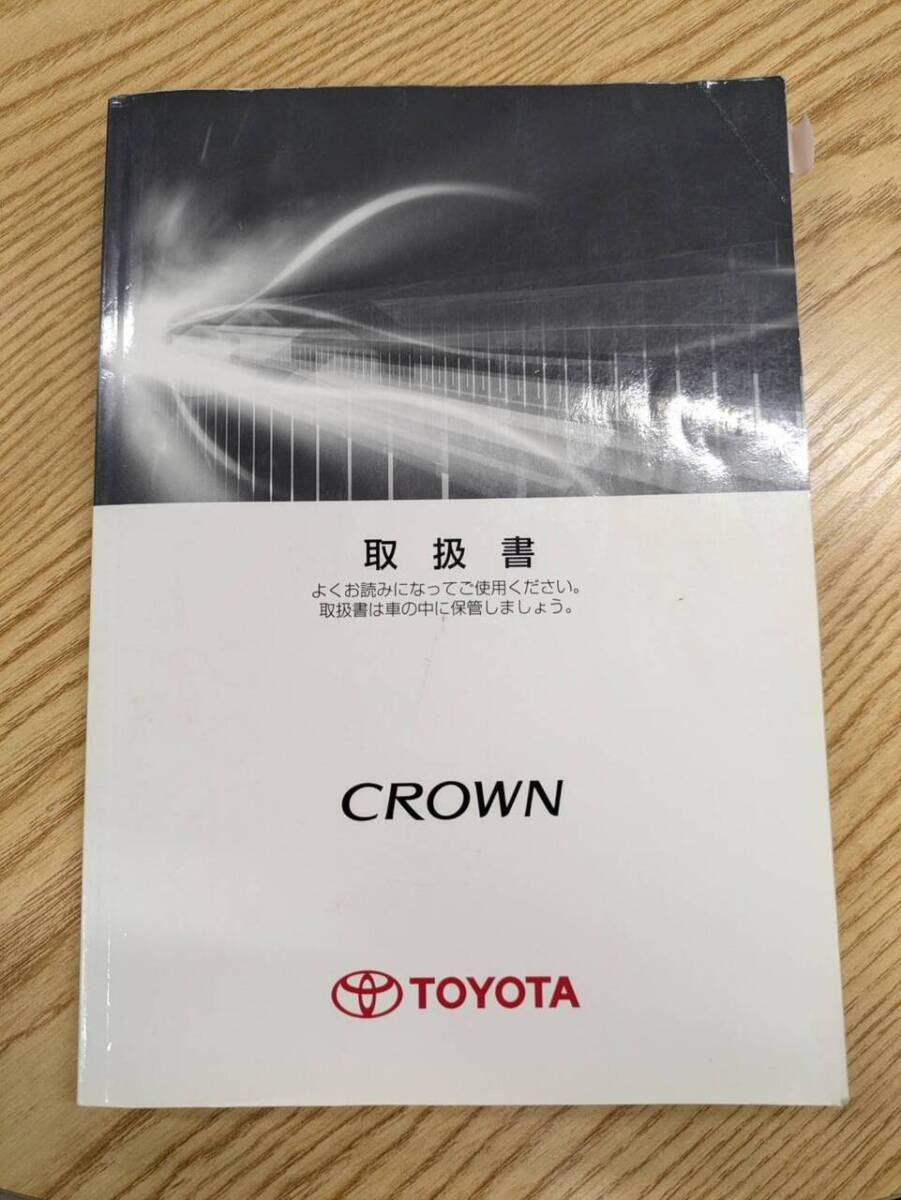 取扱書
よくお読みになってご使用ください。
取扱書は車の中に保管しましょう。
CROWN
TOYOTA